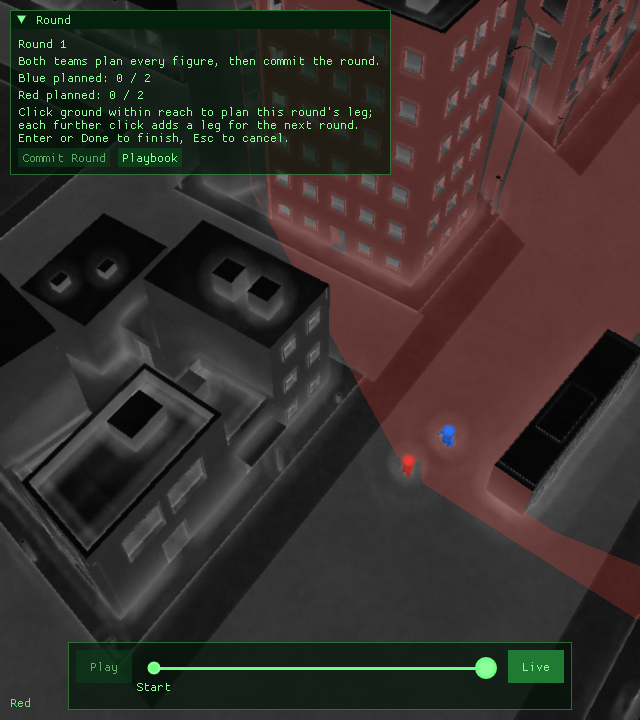 ▼ Round
Round 1
Both teams plan every figure, then commit the round.
Blue planned: 0 / 2
Red planned: 0 / 2
Click ground within reach to plan this round's leg;
each further click adds a leg for the next round.
Enter or Done to finish, Esc to cancel.
Commit Round Playbook
Play Live
Start
Red